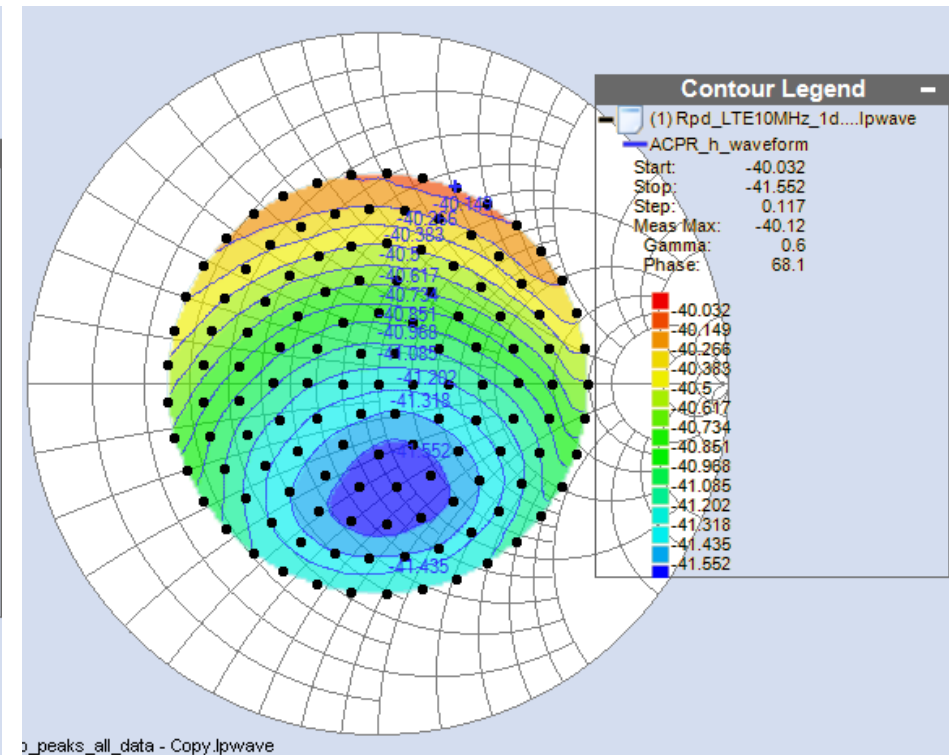 Contour Legend
(1) Rpd_LTE10MHz_1d....lpwave
ACPR_h_waveform
Start: -40.032
Stop: -41.552
Step: 0.117
Meas Max: -40.12
Gamma: 0.6
Phase: 68.1
-40.032
-40.149
-40.266
-40.383
-40.5
-40.617
-40.734
-40.851
-40.968
-41.085
-41.202
-41.318
-41.435
-41.552
-40.149
-40.266
-40.383
-40.5
-40.617
-40.734
-40.851
-40.968
-41.085
-41.202
-41.318
-41.552
-41.435
o_peaks_all_data - Copy.lpwave